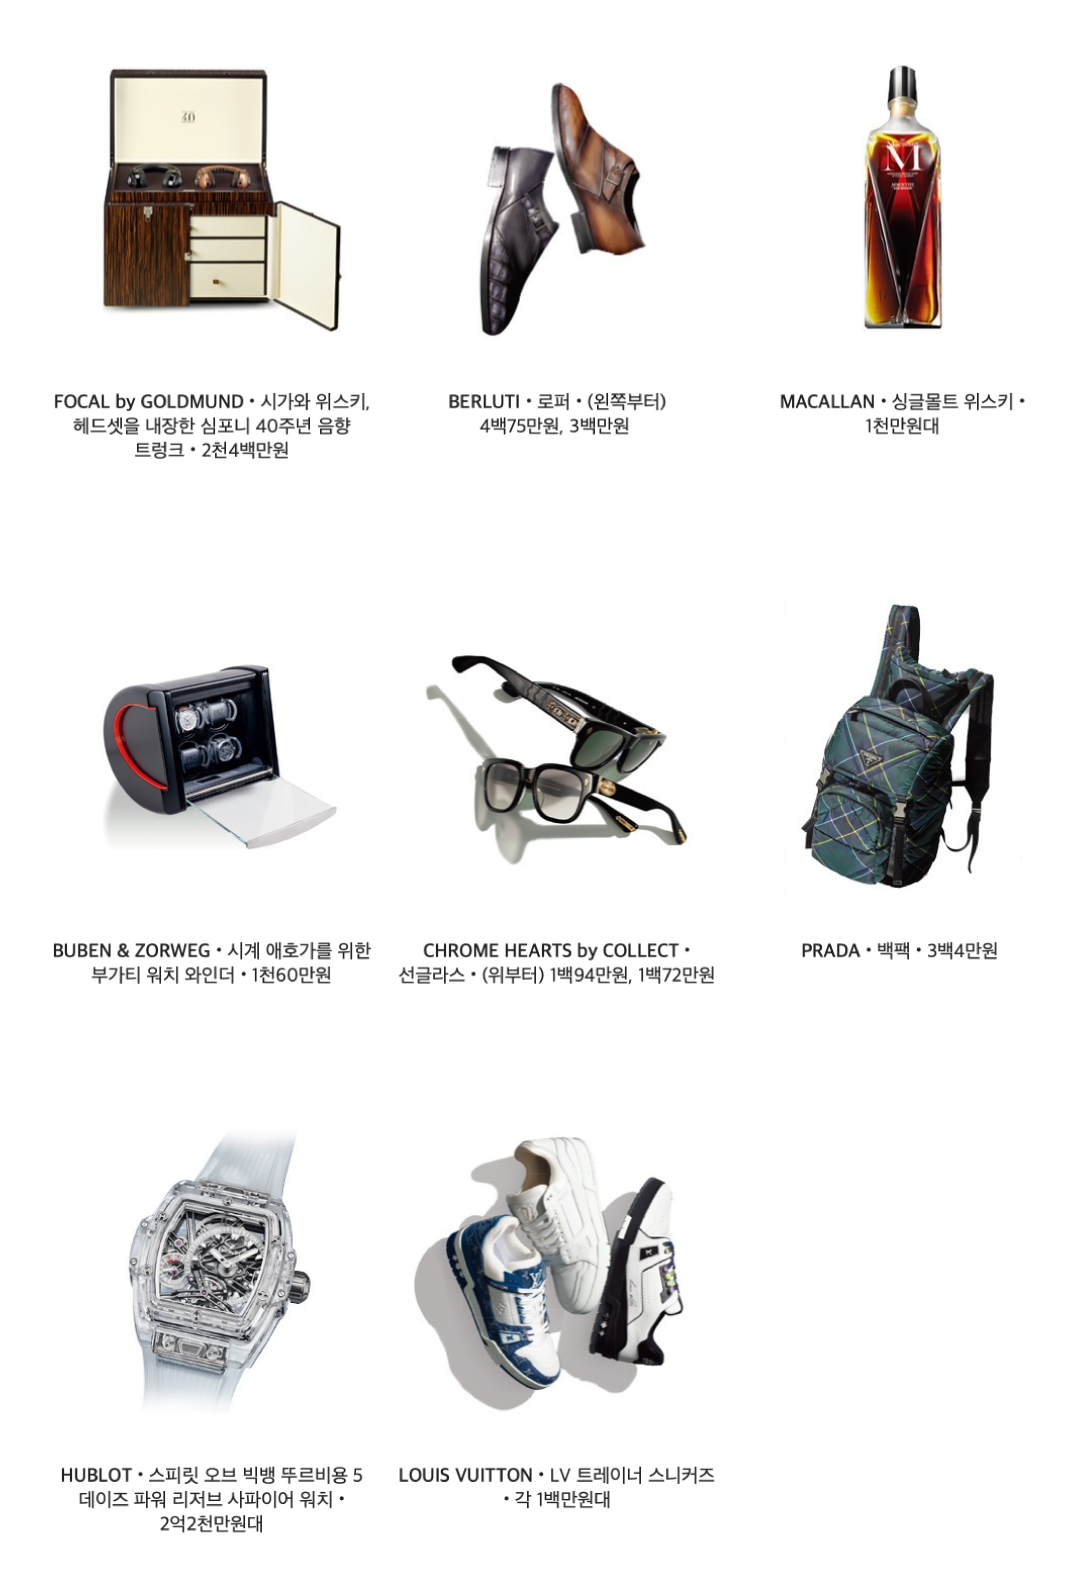 40
M
FOCAL by GOLDMUND • 시가와 위스키,
헤드셋을 내장한 심포니 40주년 음향
트렁크 • 2천4백만원
BERLUTI • 로퍼 • (왼쪽부터)
4백75만원, 3백만원
MACALLAN • 싱글몰트 위스키 •
1천만원대
BUBEN & ZORWEG • 시계 애호가를 위한
부가티 워치 와인더 • 1천60만원
CHROME HEARTS by COLLECT •
선글라스 • (위부터) 1백94만원, 1백72만원
PRADA • 백팩 • 3백4만원
HUBLOT • 스피릿 오브 빅뱅 뚜르비용 5
데이즈 파워 리저브 사파이어 워치 •
2억2천만원대
LOUIS VUITTON • LV 트레이너 스니커즈
• 각 1백만원대